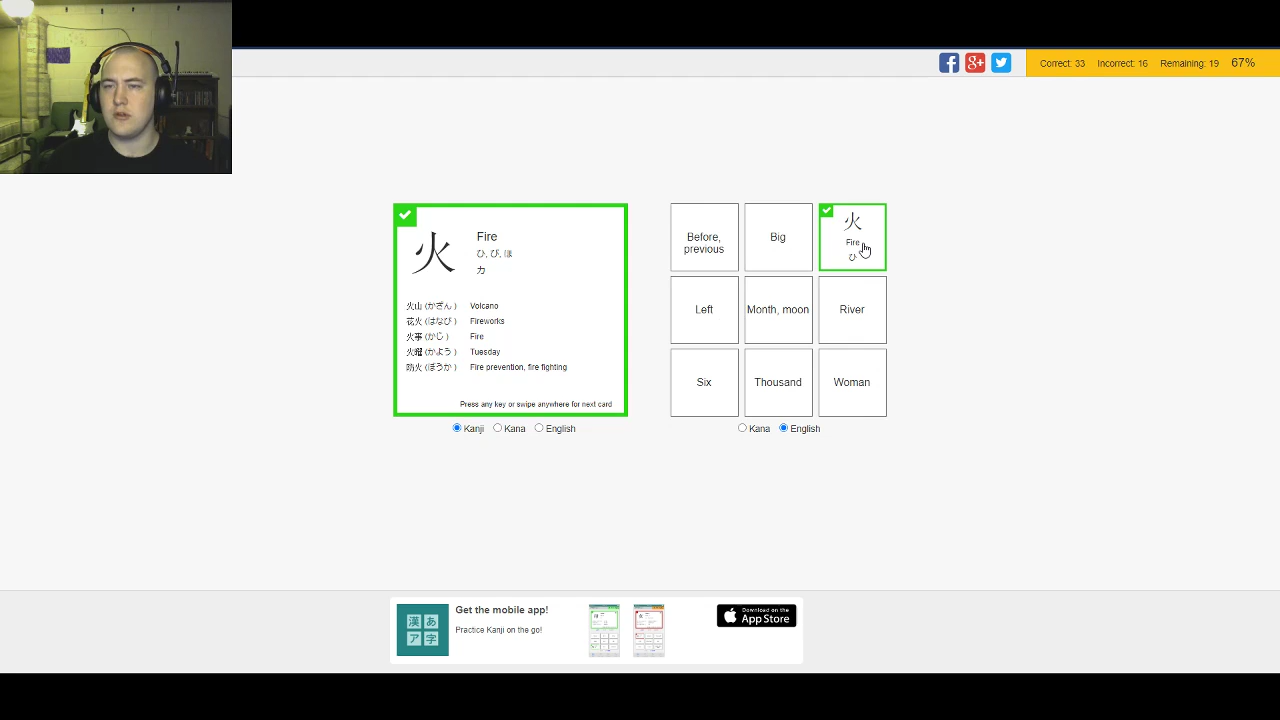 Correct: 33 Incorrect: 16 Remaining: 19 67%
火
Fire
ひ, び, ほ
カ
火山 (かざん) Volcano
花火 (はなび) Fireworks
火事 (かじ) Fire
火曜 (かよう) Tuesday
防火 (ぼうか) Fire prevention, fire fighting
Press any key or swipe anywhere for next card
Kanji Kana English
Before,
previous
Big
火
Fire
ひ
Left
Month, moon
River
Six
Thousand
Woman
Kana English
漢 あ
ア 字
Get the mobile app!
Practice Kanji on the go!
Download on the
App Store